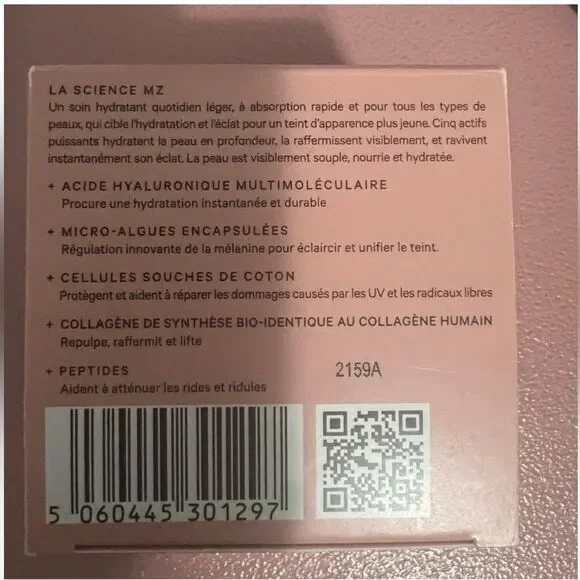 LA SCIENCE MZ
Un soin hydratant quotidien léger, à absorption rapide et pour tous les types de
peaux, qui cible l'hydratation et l'éclat pour un teint d'apparence plus jeune. Cinq actifs
puissants hydratent la peau en profondeur, la raffermissent visiblement, et ravivent
instantanément son éclat. La peau est visiblement souple, nourrie et hydratée.
+ ACIDE HYALURONIQUE MULTIMOLÉCULAIRE
Procure une hydratation instantanée et durable
+ MICRO-ALGUES ENCAPSULÉES
Régulation innovante de la mélanine pour éclaircir et unifier le teint.
+ CELLULES SOUCHES DE COTON
Protègent et aident à réparer les dommages causés par les UV et les radicaux libres
+ COLLAGÈNE DE SYNTHÈSE BIO-IDENTIQUE AU COLLAGÈNE HUMAIN
Repulpe, raffermit et lifte
+ PEPTIDES
Aident à atténuer les rides et ridules
2159A
5 060445 301297